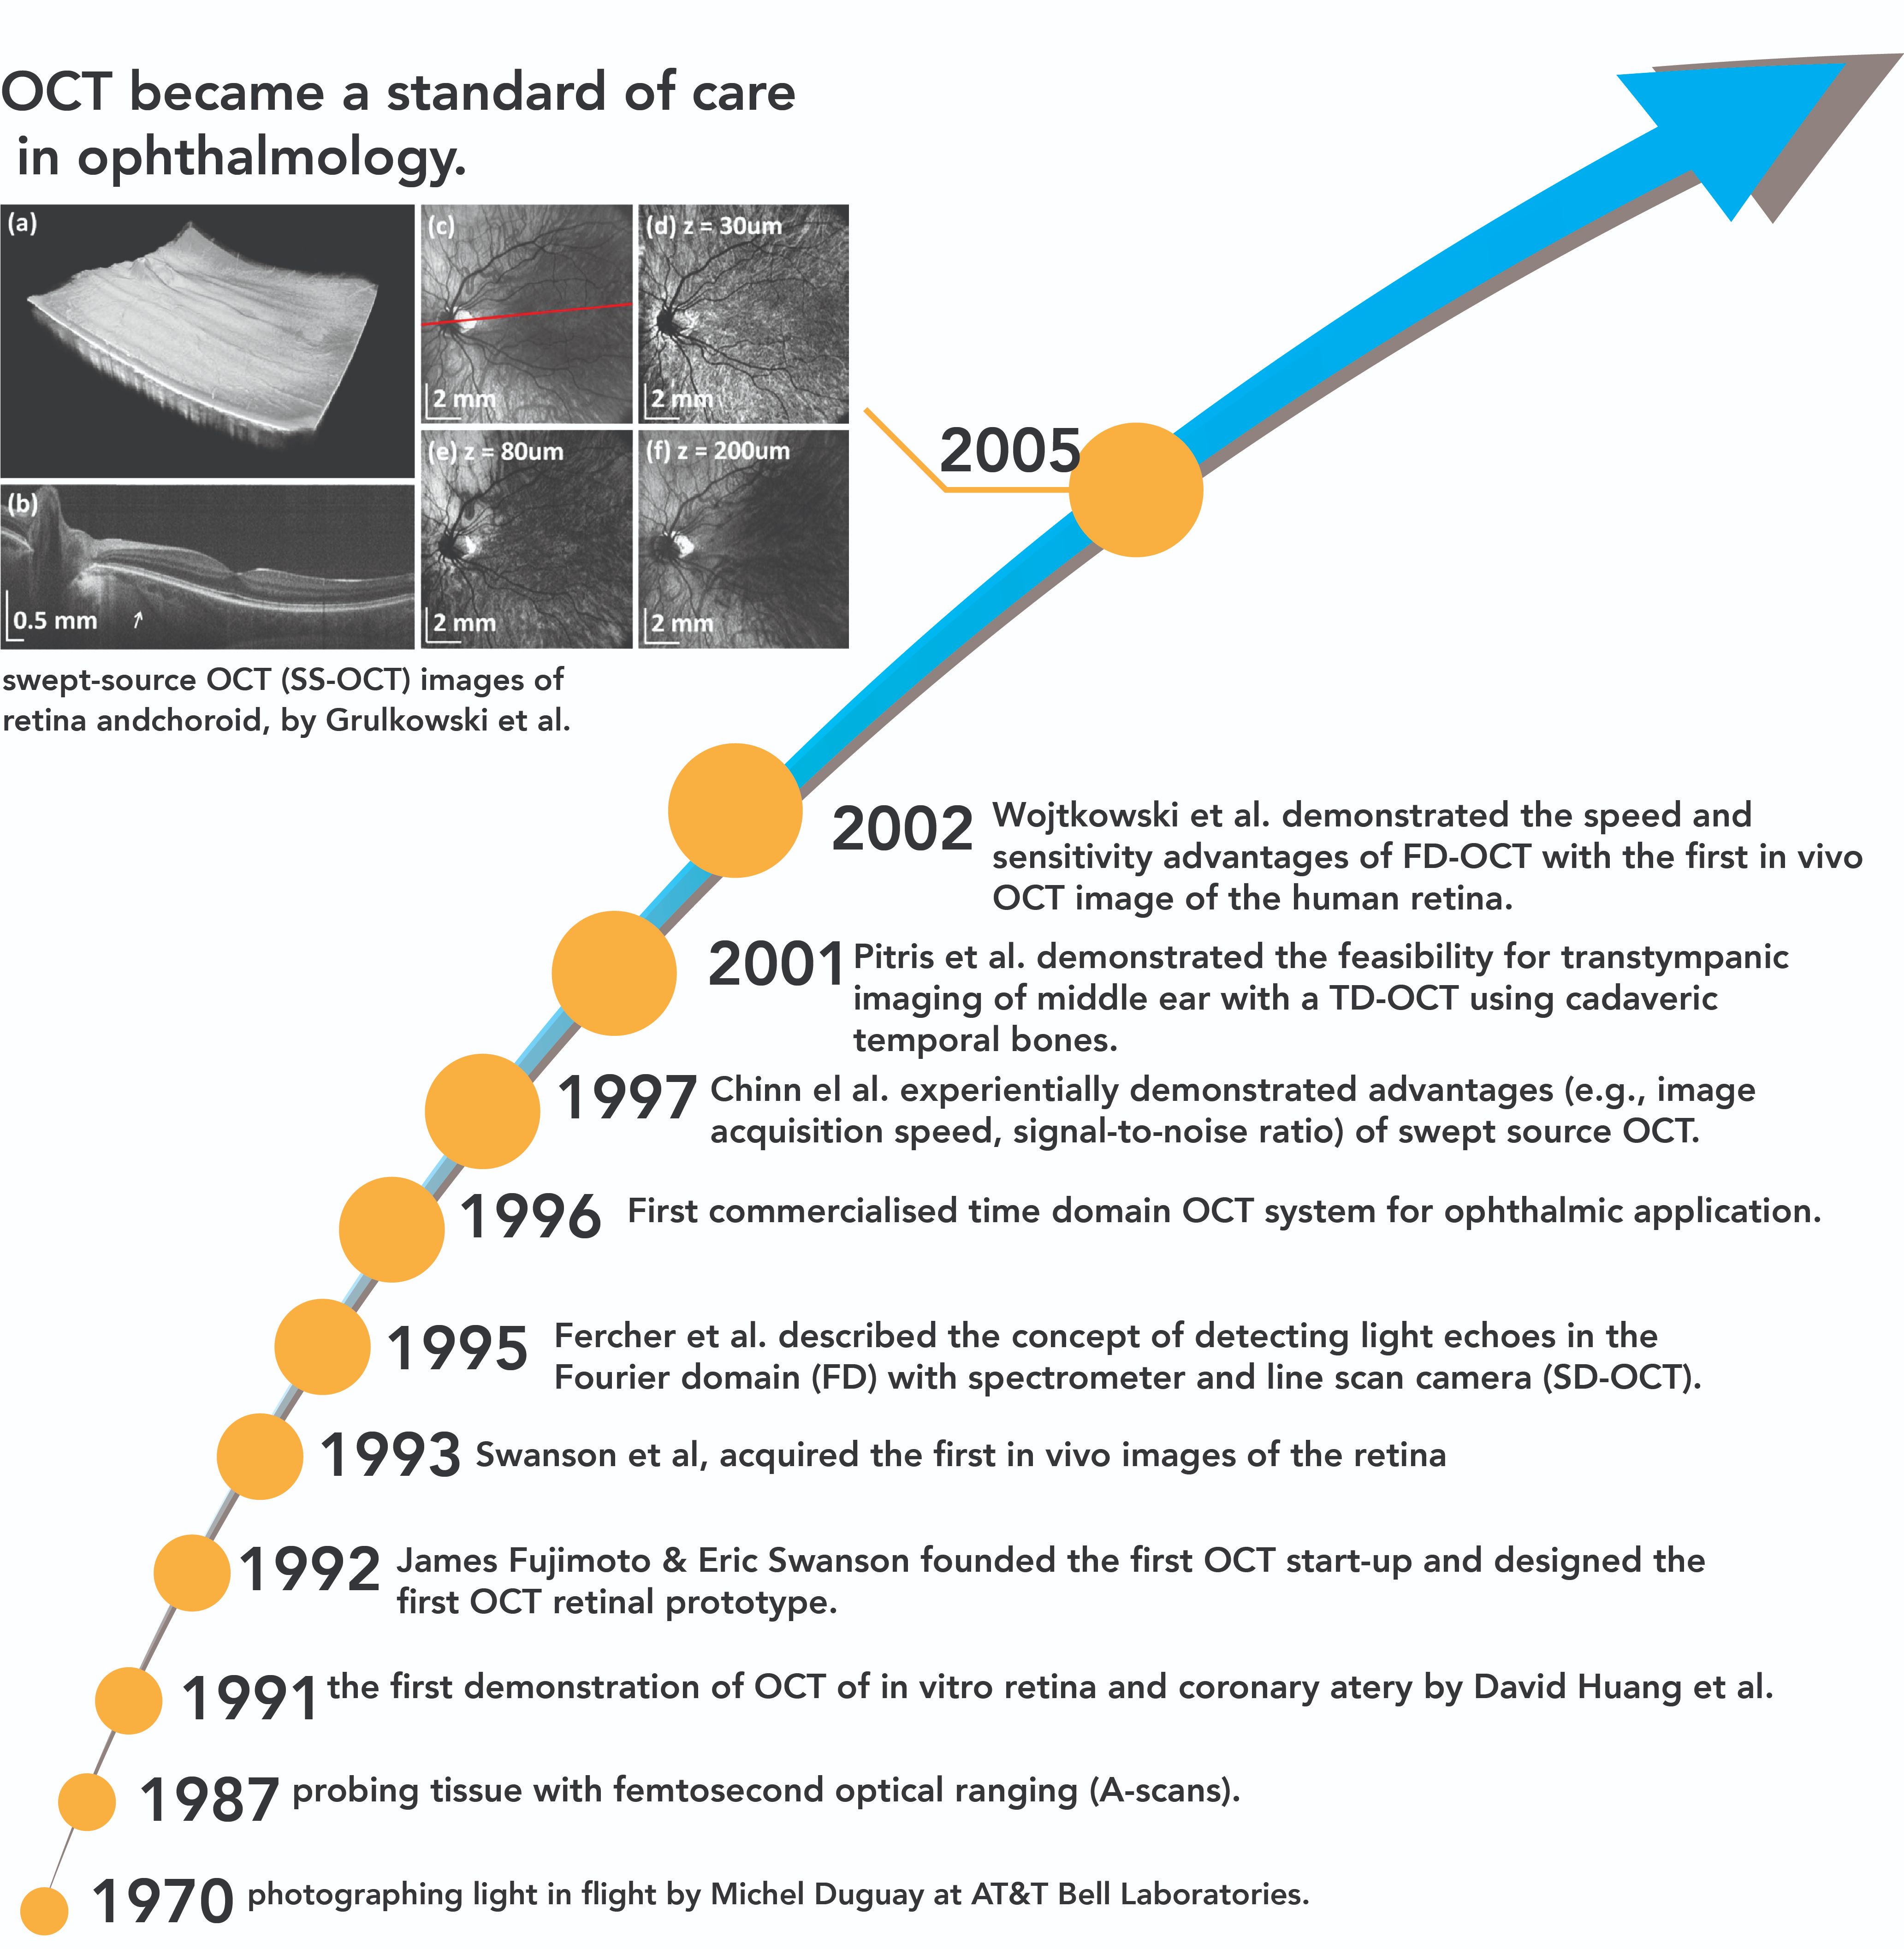 OCT became a standard of care
in ophthalmology.
(a)
(c)
(d) z = 30um
2 mm
2 mm
(b)
(e) z = 80um
(f) z = 200um
0.5 mm
2 mm
2 mm
swept-source OCT (SS-OCT) images of
retina andchoroid, by Grulkowski et al.
2005
2002
Wojtkowski et al. demonstrated the speed and
sensitivity advantages of FD-OCT with the first in vivo
OCT image of the human retina.
2001
Pitris et al. demonstrated the feasibility for transtympanic
imaging of middle ear with a TD-OCT using cadaveric
temporal bones.
1997
Chinn el al. experientially demonstrated advantages (e.g., image
acquisition speed, signal-to-noise ratio) of swept source OCT.
1996
First commercialised time domain OCT system for ophthalmic application.
1995
Fercher et al. described the concept of detecting light echoes in the
Fourier domain (FD) with spectrometer and line scan camera (SD-OCT).
1993
Swanson et al, acquired the first in vivo images of the retina
1992
James Fujimoto & Eric Swanson founded the first OCT start-up and designed the
first OCT retinal prototype.
1991
the first demonstration of OCT of in vitro retina and coronary atery by David Huang et al.
1987
probing tissue with femtosecond optical ranging (A-scans).
1970
photographing light in flight by Michel Duguay at AT&T Bell Laboratories.